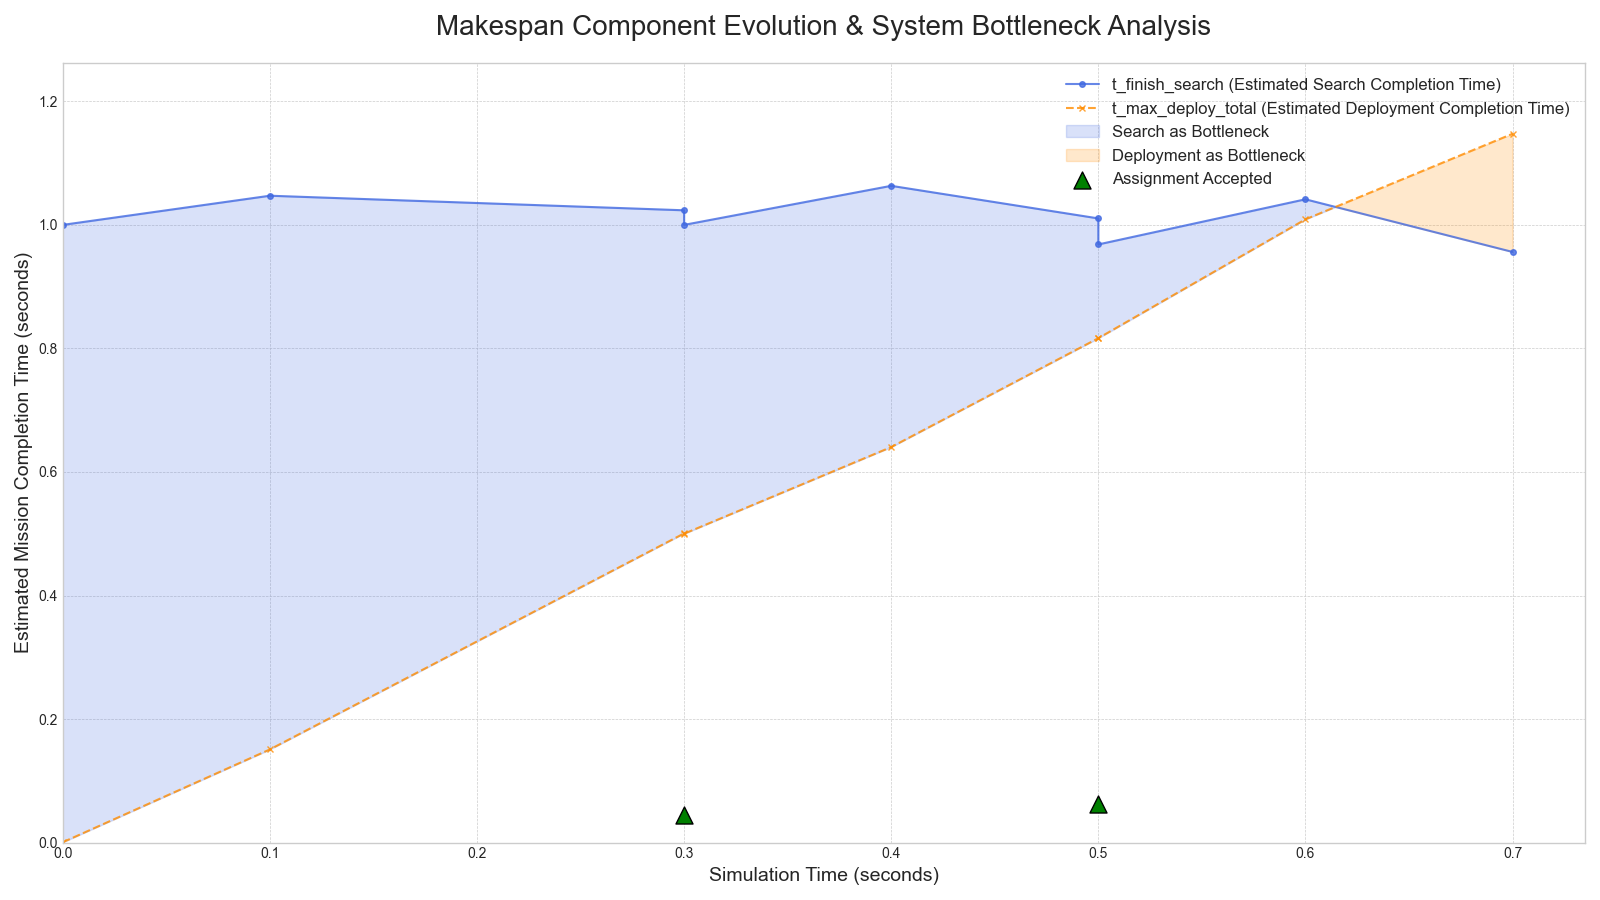 Makespan Component Evolution & System Bottleneck Analysis
t_finish_search (Estimated Search Completion Time)
t_max_deploy_total (Estimated Deployment Completion Time)
Search as Bottleneck
Deployment as Bottleneck
Assignment Accepted
Estimated Mission Completion Time (seconds)
1.2
1.0
0.8
0.6
0.4
0.2
0.0
0.0 0.1 0.2 0.3 0.4 0.5 0.6 0.7
Simulation Time (seconds)